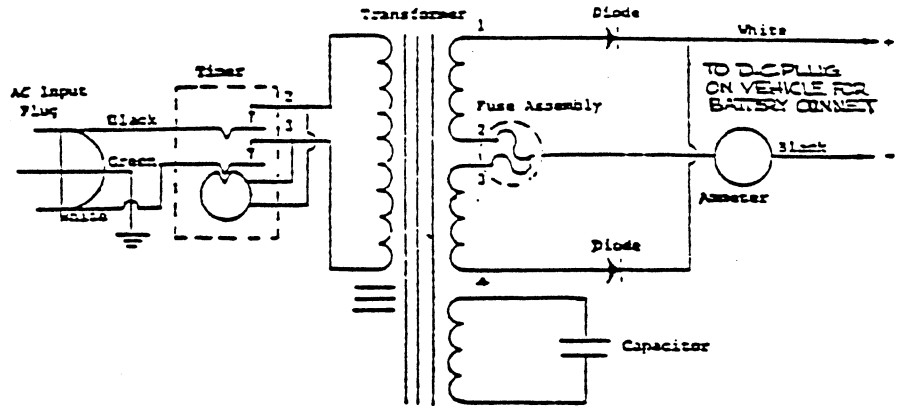 Transformer
1
Diode
White
+
Timer
TO D.C. PLUG
ON VEHICLE FOR
BATTERY CONNECT
AC Input
Plug
2
Fuse Assembly
Black
3
2
Black
-
Green
3
Ammeter
White
Diode
4
Capacitor